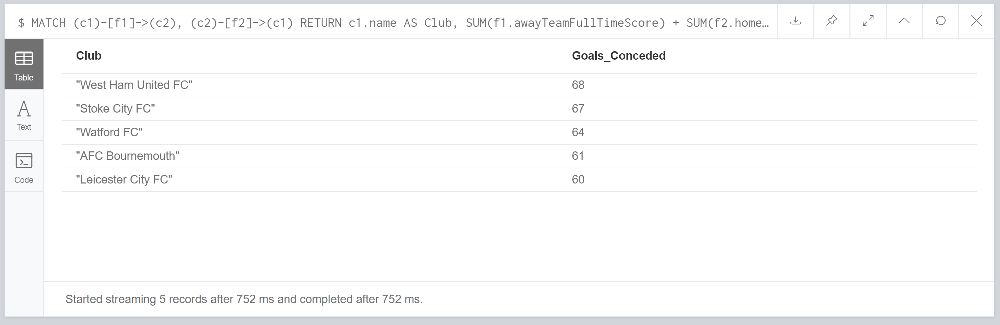 $ MATCH (c1)-[f1]->(c2), (c2)-[f2]->(c1) RETURN c1.name AS Club, SUM(f1.awayTeamFullTimeScore) + SUM(f2.home…
Table
Text
Code
Club Goals_Conceded
"West Ham United FC" 68
"Stoke City FC" 67
"Watford FC" 64
"AFC Bournemouth" 61
"Leicester City FC" 60
Started streaming 5 records after 752 ms and completed after 752 ms.